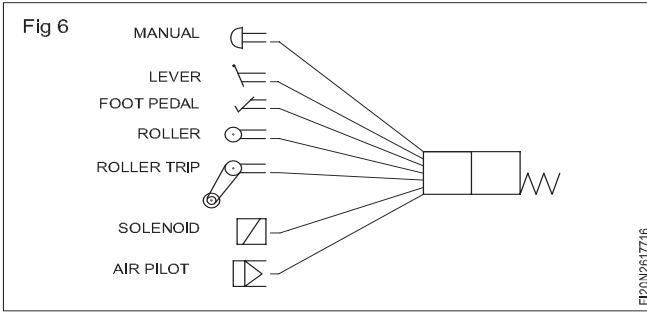 Fig 6
MANUAL
LEVER
FOOT PEDAL
ROLLER
ROLLER TRIP
SOLENOID
AIR PILOT
FI20N2617716